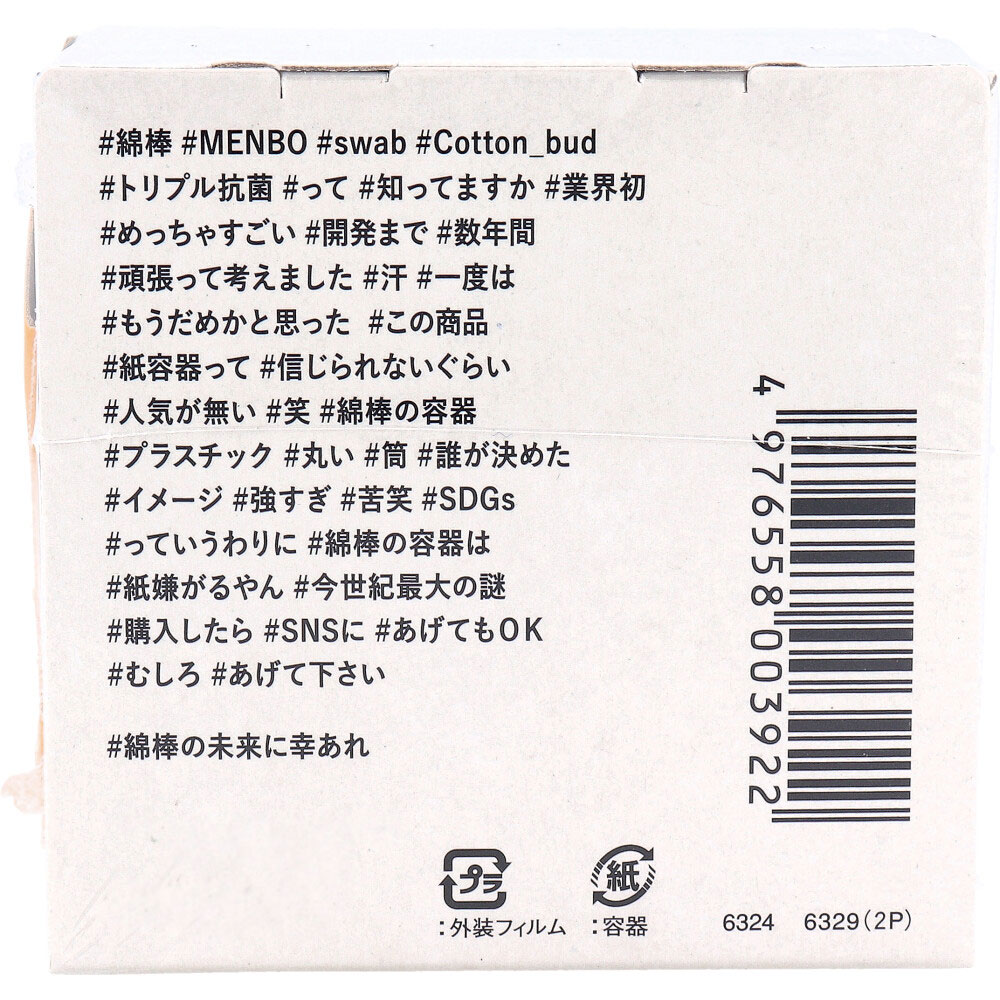 #綿棒 #MENBO #swab #Cotton_bud
#トリプル抗菌 #って #知ってますか #業界初
#めっちゃすごい #開発まで #数年間
#頑張って考えました #汗 #一度は
#もうだめかと思った #この商品
#紙容器って #信じられないぐらい
#人気が無い #笑 #綿棒の容器
#プラスチック #丸い #筒 #誰が決めた
#イメージ #強すぎ #苦笑 #SDGs
#っていうわりに #綿棒の容器は
#紙嫌がるやん #今世紀最大の謎
#購入したら #SNSに #あげてもOK
#むしろ #あげて下さい
#綿棒の未来に幸あれ
4976558003922
プラ
:外装フィルム
紙
:容器
6324 6329(2P)